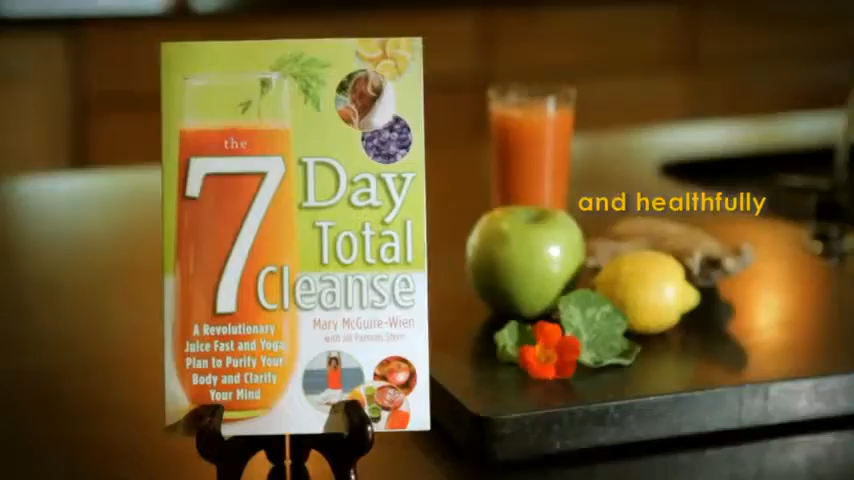 the
7 Day
Total
Cleanse
Mary McGuire-Wien
A Revolutionary
Juice Fast and Yoga
Plan to Purify Your
Body and Clarify
Your Mind
and healthfully